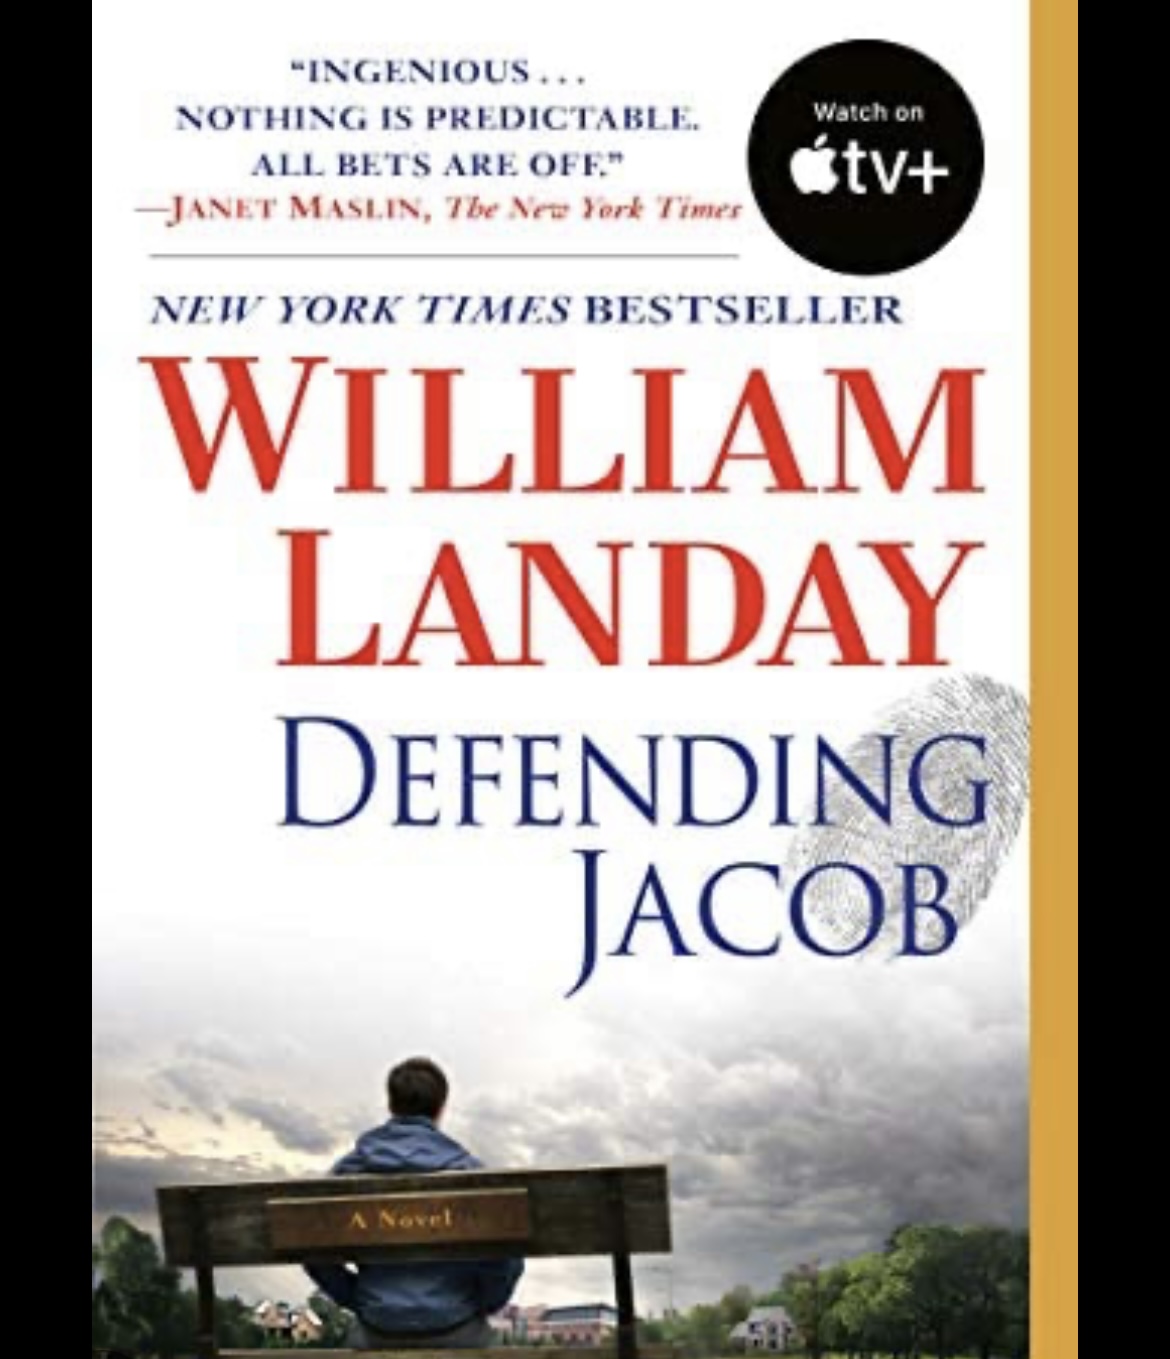 “INGENIOUS . . .
NOTHING IS PREDICTABLE.
ALL BETS ARE OFF.”
—JANET MASLIN, The New York Times
Watch on
tv+
NEW YORK TIMES BESTSELLER
WILLIAM
LANDAY
DEFENDING
JACOB
A Novel